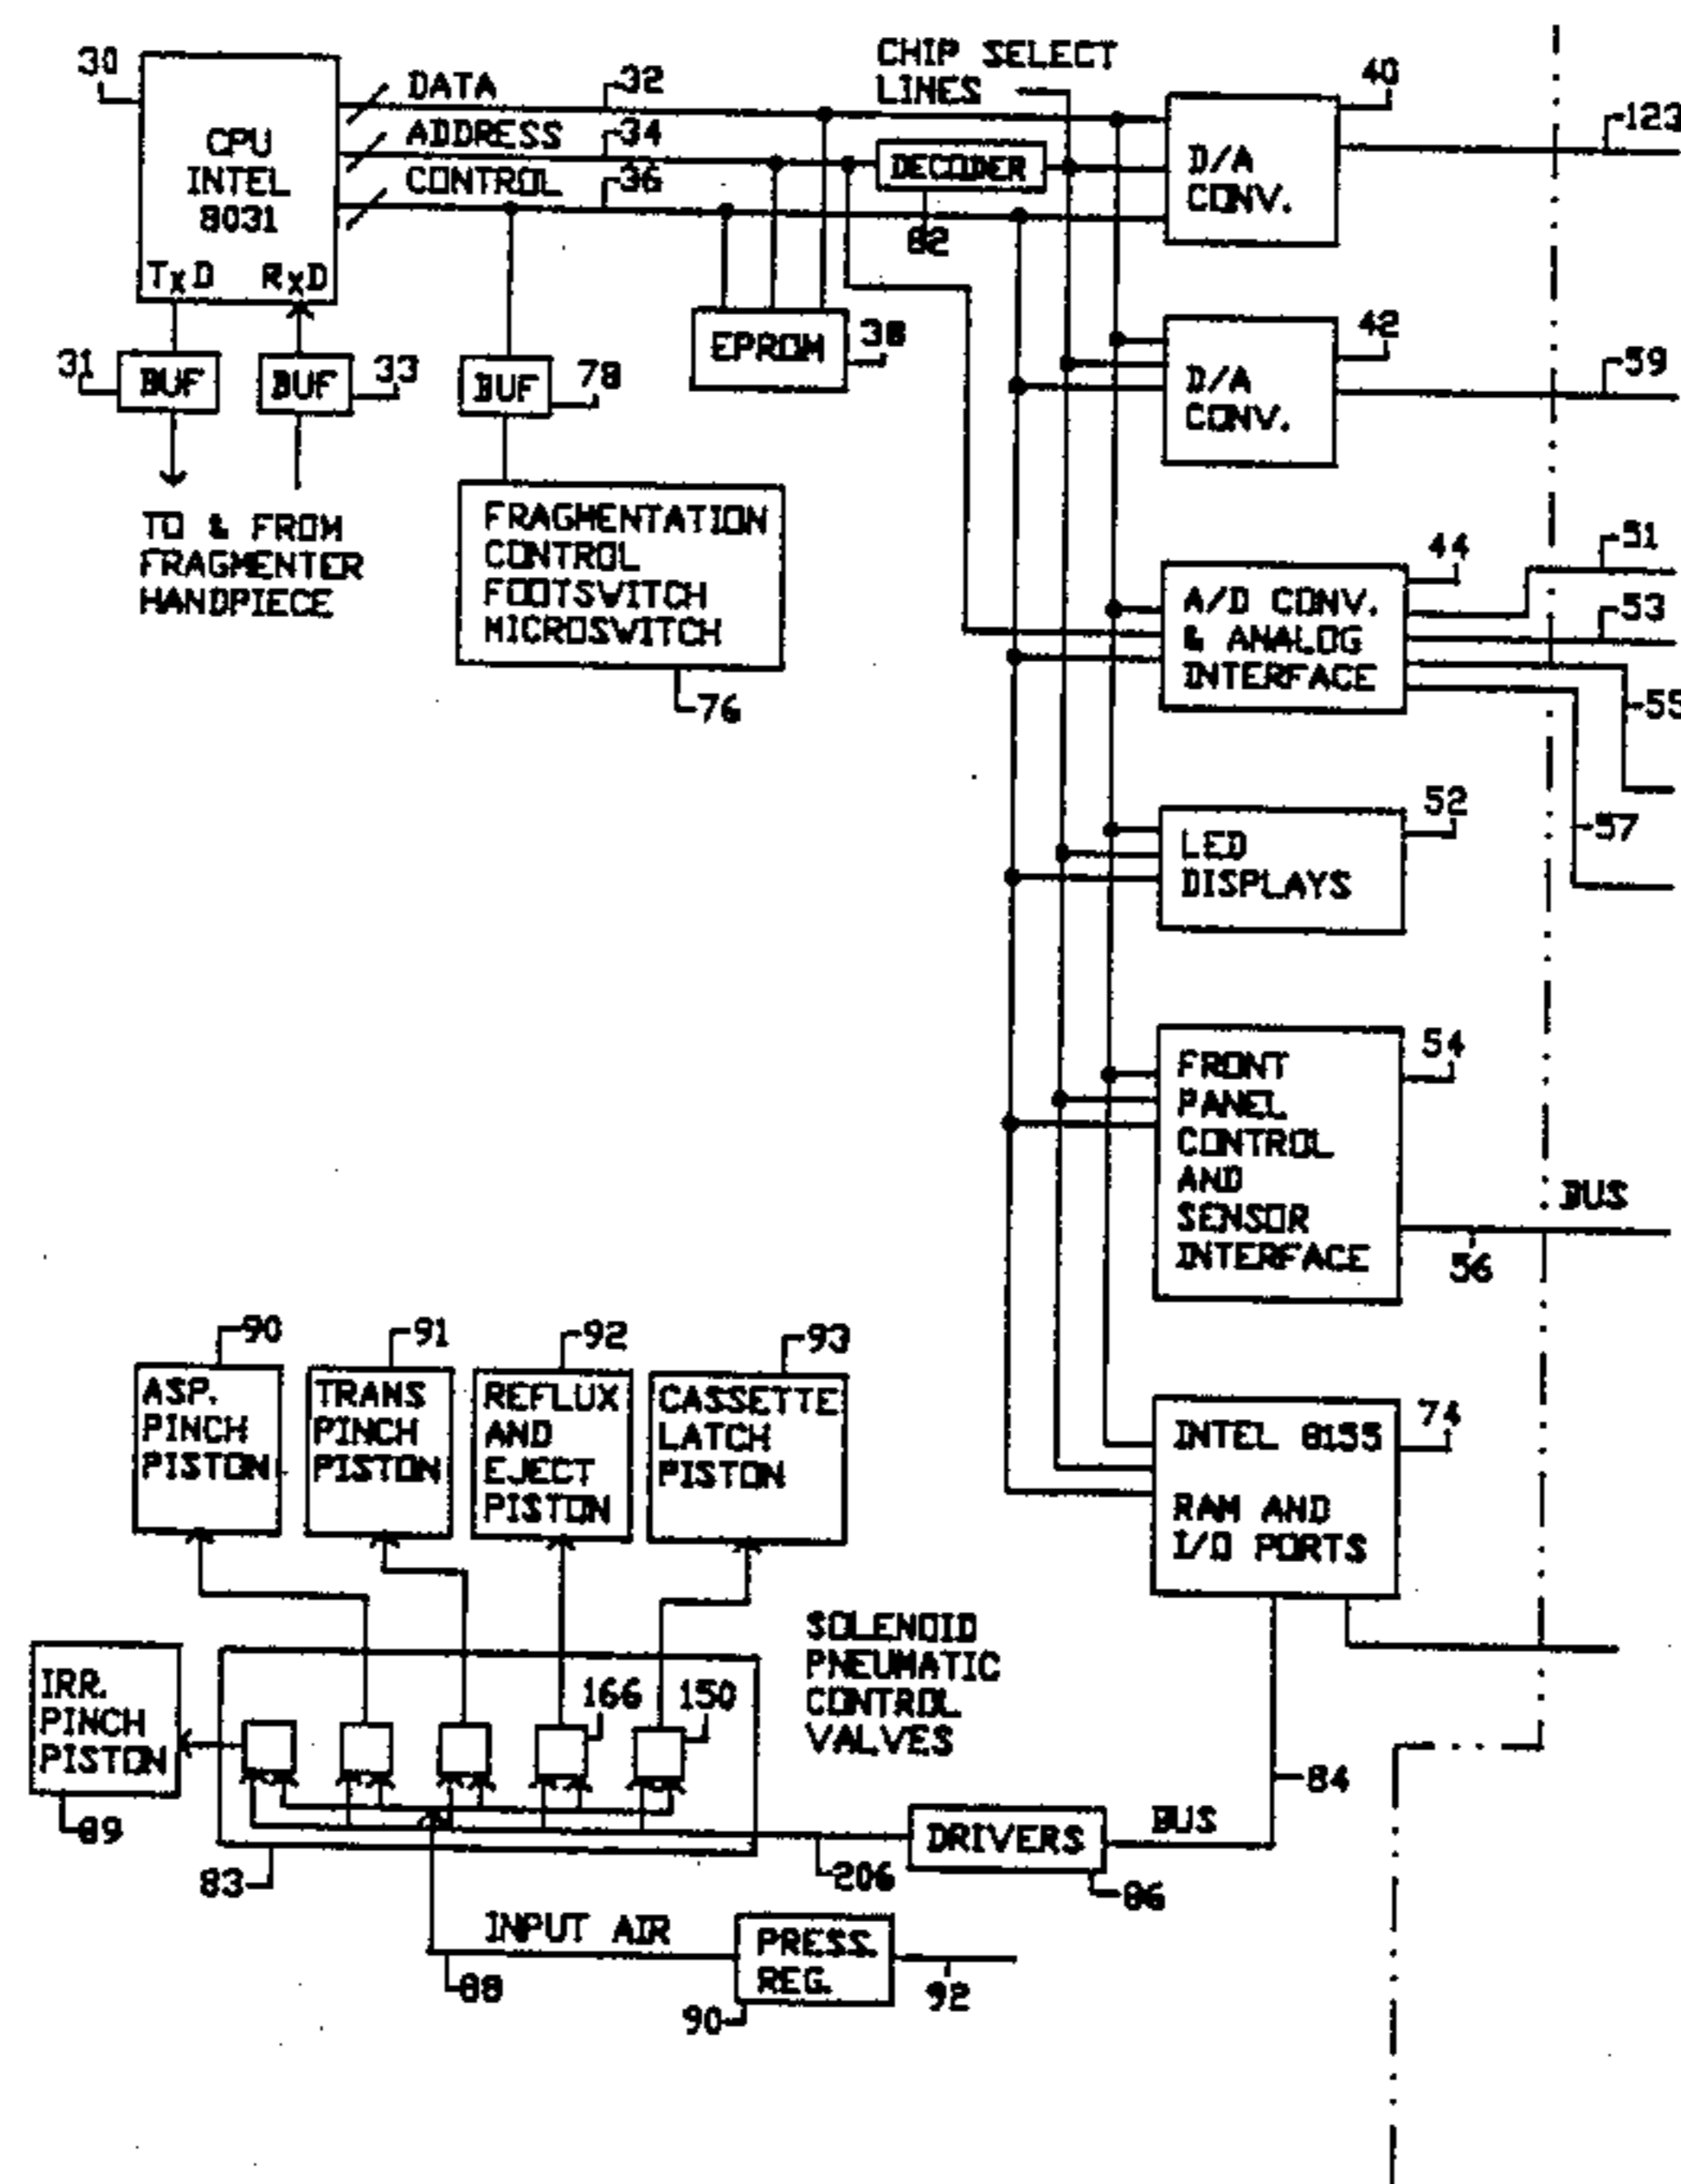 30
CPU
INTEL
8031
TxD RxD
DATA
32
ADDRESS
34
CONTROL
36
CHIP SELECT
LINES
DECODER
82
40
D/A
CONV.
123
31
BUF
BUF
33
BUF
78
EPROM
38
42
D/A
CONV.
59
TO & FROM
FRAGMENTER
HANDPIECE
FRAGMENTATION
CONTROL
FOOTSWITCH
MICROSWITCH
76
44
A/D CONV.
& ANALOG
INTERFACE
51
53
55
57
52
LED
DISPLAYS
54
FRONT
PANEL
CONTROL
AND
SENSOR
INTERFACE
BUS
56
90
ASP.
PINCH
PISTON
91
TRANS
PINCH
PISTON
92
REFLUX
AND
EJECT
PISTON
93
CASSETTE
LATCH
PISTON
74
INTEL 8155
RAM AND
I/O PORTS
IRR.
PINCH
PISTON
89
166
150
SOLENOID
PNEUMATIC
CONTROL
VALVES
84
83
206
DRIVERS
BUS
86
INPUT AIR
88
PRESS.
REG.
90
92